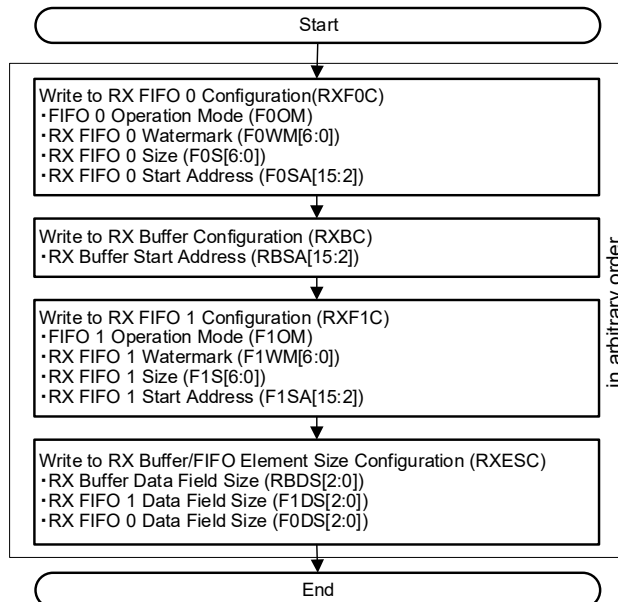 Start
Write to RX FIFO 0 Configuration(RXF0C)
・FIFO 0 Operation Mode (F0OM)
・RX FIFO 0 Watermark (F0WM[6:0])
・RX FIFO 0 Size (F0S[6:0])
・RX FIFO 0 Start Address (F0SA[15:2])
Write to RX Buffer Configuration (RXBC)
・RX Buffer Start Address (RBSA[15:2])
Write to RX FIFO 1 Configuration (RXF1C)
・FIFO 1 Operation Mode (F1OM)
・RX FIFO 1 Watermark (F1WM[6:0])
・RX FIFO 1 Size (F1S[6:0])
・RX FIFO 1 Start Address (F1SA[15:2])
Write to RX Buffer/FIFO Element Size Configuration (RXESC)
・RX Buffer Data Field Size (RBDS[2:0])
・RX FIFO 1 Data Field Size (F1DS[2:0])
・RX FIFO 0 Data Field Size (F0DS[2:0])
in arbitrary order
End